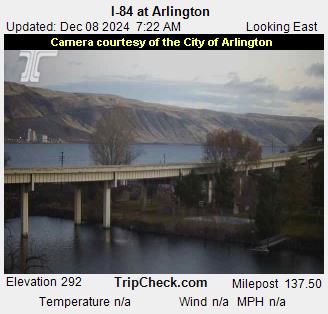 I-84 at Arlington
Updated: Dec 08 2024 7:22 AM Looking East
Camera courtesy of the City of Arlington
Elevation 292 TripCheck.com Milepost 137.50
Temperature n/a Wind n/a MPH n/a